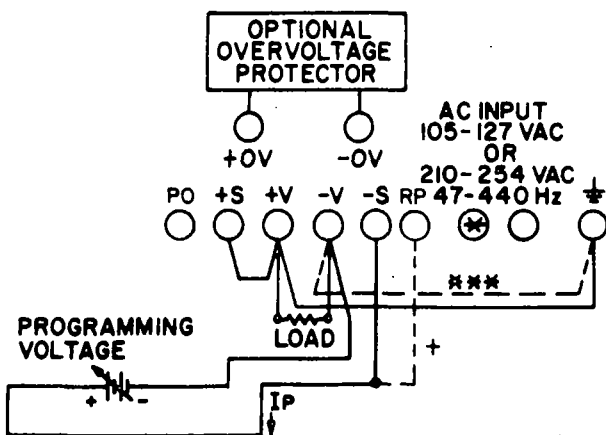 OPTIONAL
OVERVOLTAGE
PROTECTOR
+OV
-OV
AC INPUT
105-127 VAC
OR
210-254 VAC
47-440 Hz
PO
+S
+V
-V
-S
RP
*
***
LOAD
+
PROGRAMMING
VOLTAGE
+
-
IP